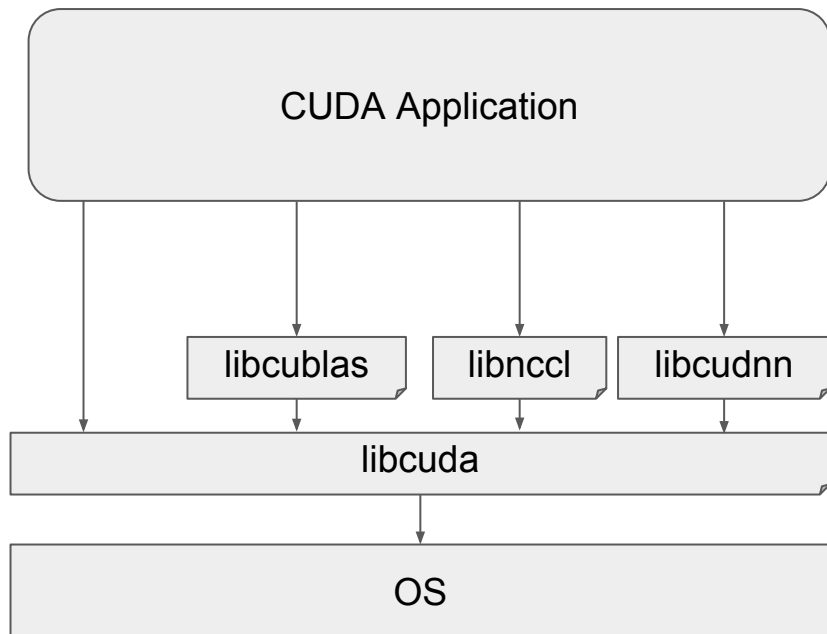 CUDA Application
libcublas
libnccl
libcudnn
libcuda
OS